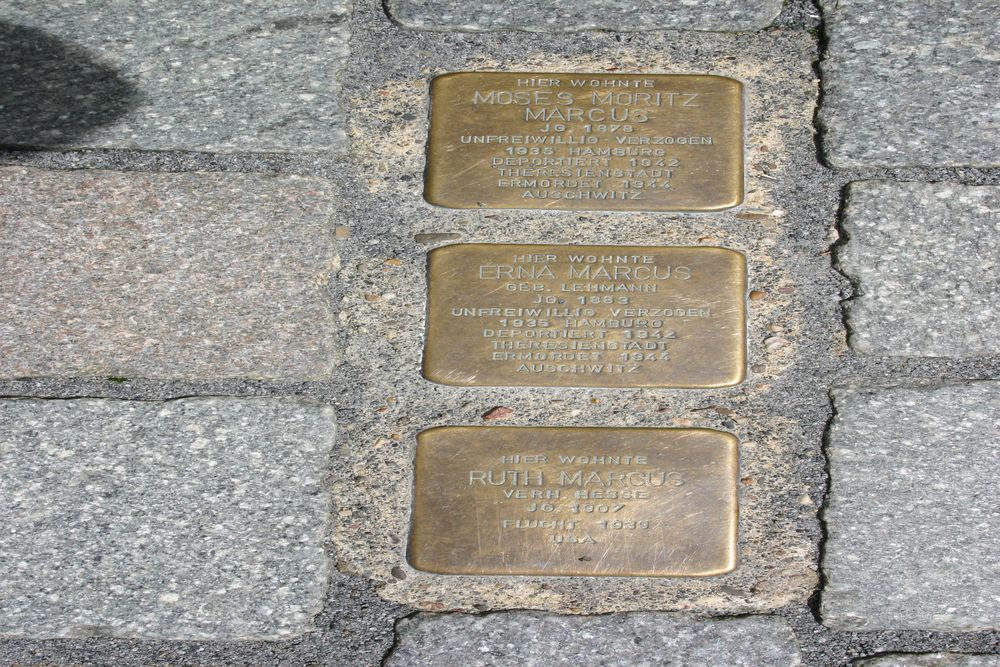 HIER WOHNTE
MOSES MORITZ
MARCUS
JG. 1878
UNFREIWILLIG VERZOGEN
1935 HAMBURG
DEPORTIERT 1942
THERESIENSTADT
ERMORDET 1944
AUSCHWITZ
HIER WOHNTE
ERNA MARCUS
GEB. LEHMANN
JG. 1883
UNFREIWILLIG VERZOGEN
1935 HAMBURG
DEPORTIERT 1942
THERESIENSTADT
ERMORDET 1944
AUSCHWITZ
HIER WOHNTE
RUTH MARCUS
VERH. HESSE
JG. 1907
FLUCHT 1939
USA